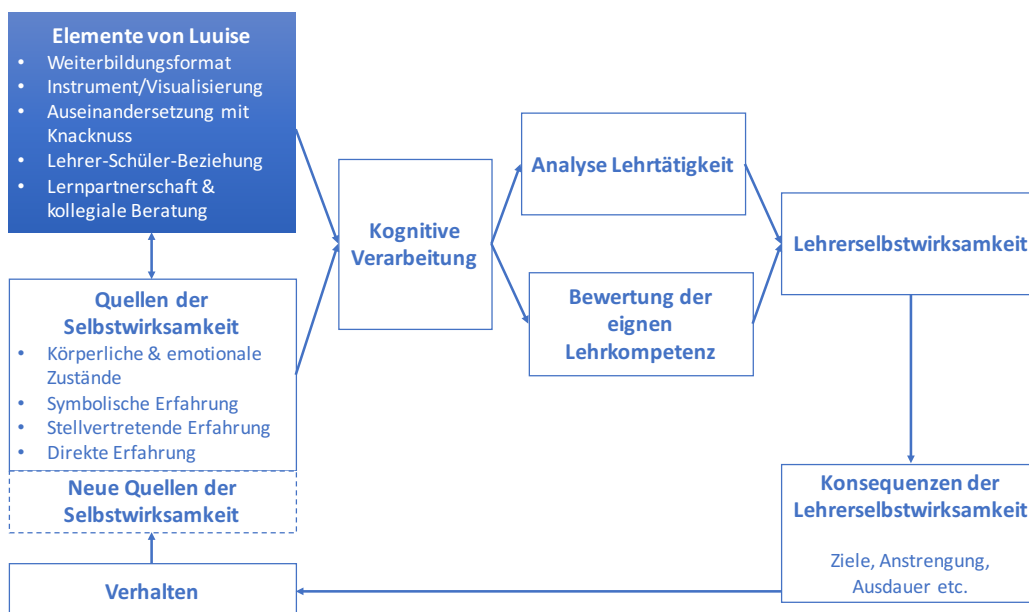 Elemente von Luuise
• Weiterbildungsformat
• Instrument/Visualisierung
• Auseinandersetzung mit
Knacknuss
• Lehrer-Schüler-Beziehung
• Lernpartnerschaft &
kollegiale Beratung
Quellen der
Selbstwirksamkeit
• Körperliche & emotionale
Zustände
• Symbolische Erfahrung
• Stellvertretende Erfahrung
• Direkte Erfahrung
Neue Quellen der
Selbstwirksamkeit
Verhalten
Kognitive
Verarbeitung
Analyse Lehrtätigkeit
Bewertung der
eignen
Lehrkompetenz
Lehrerselbstwirksamkeit
Konsequenzen der
Lehrerselbstwirksamkeit
Ziele, Anstrengung,
Ausdauer etc.